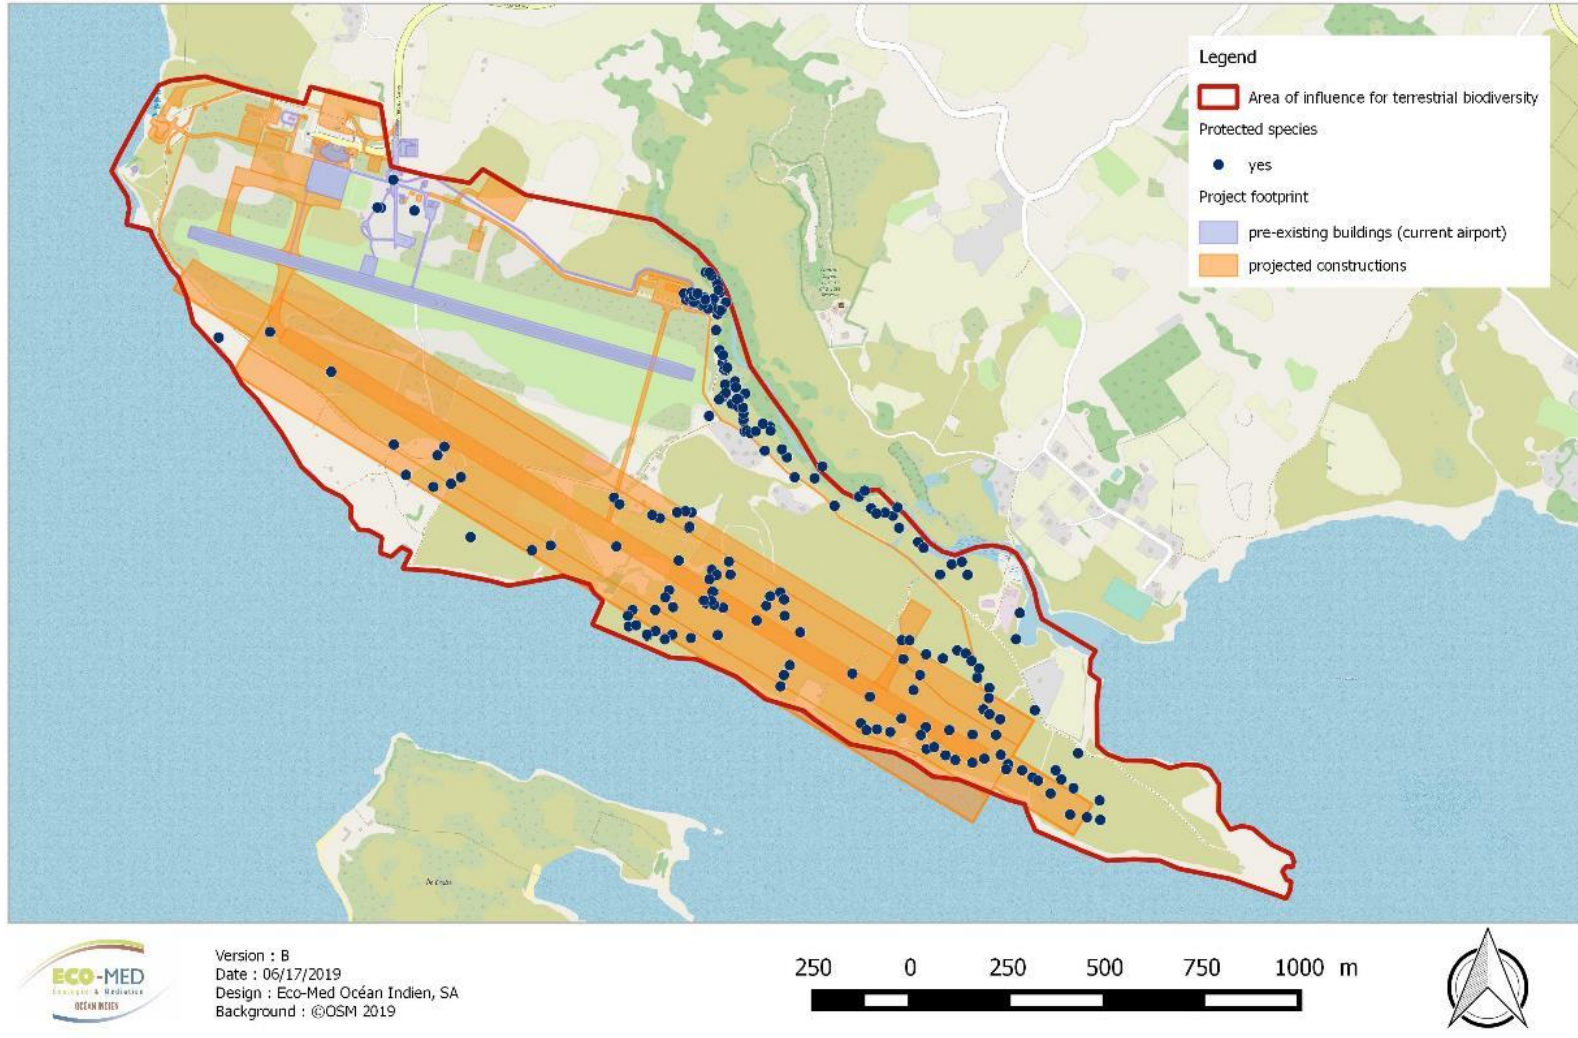 Legend
Area of influence for terrestrial biodiversity
Protected species
yes
Project footprint
pre-existing buildings (current airport)
projected constructions
ECO-MED
OCÉAN INDIEN
Version : B
Date : 06/17/2019
Design : Eco-Med Océan Indien, SA
Background : ©OSM 2019
250 0 250 500 750 1000 m